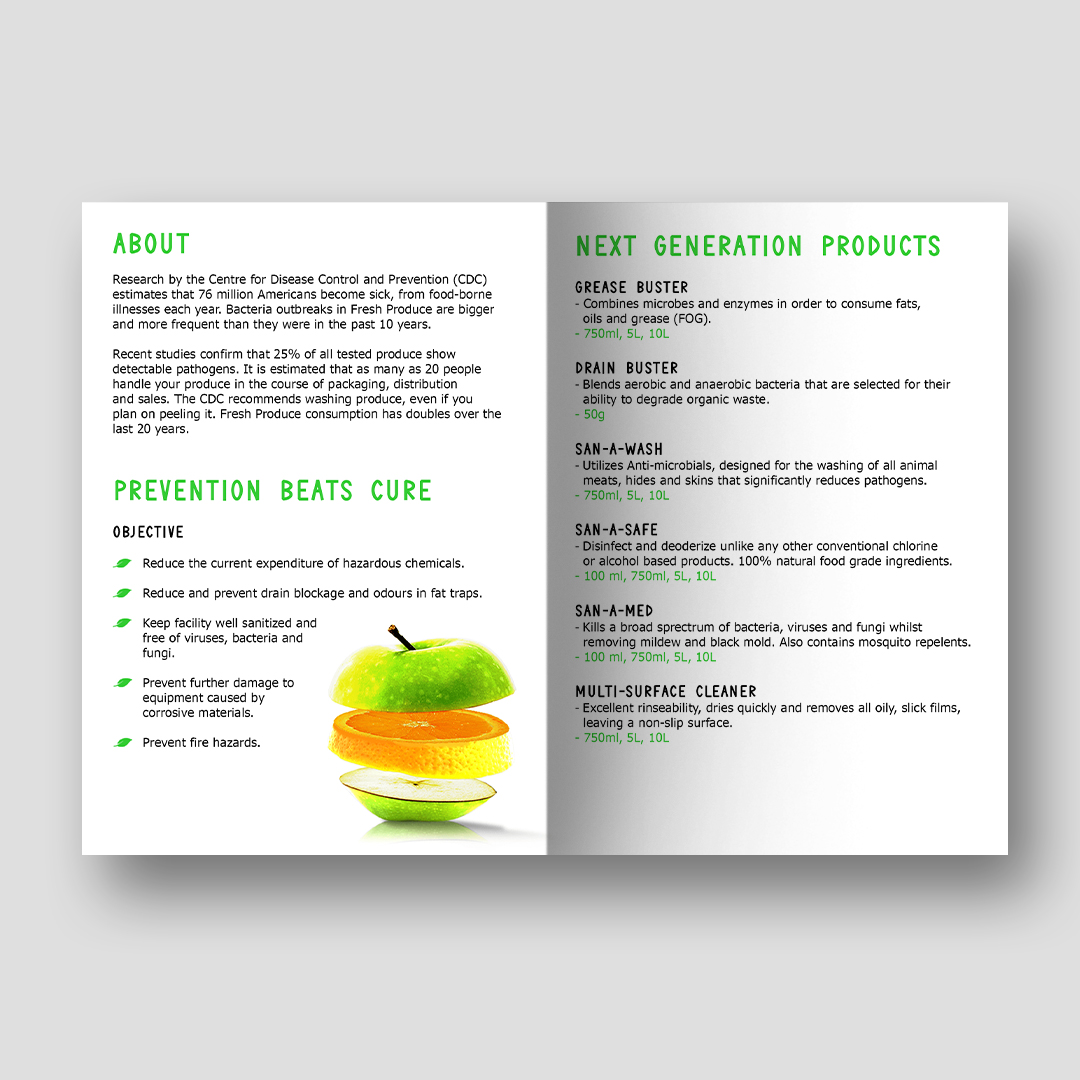 ABOUT
Research by the Centre for Disease Control and Prevention (CDC)
estimates that 76 million Americans become sick, from food-borne
illnesses each year. Bacteria outbreaks in Fresh Produce are bigger
and more frequent than they were in the past 10 years.
Recent studies confirm that 25% of all tested produce show
detectable pathogens. It is estimated that as many as 20 people
handle your produce in the course of packaging, distribution
and sales. The CDC recommends washing produce, even if you
plan on peeling it. Fresh Produce consumption has doubles over the
last 20 years.
PREVENTION BEATS CURE
OBJECTIVE
Reduce the current expenditure of hazardous chemicals.
Reduce and prevent drain blockage and odours in fat traps.
Keep facility well sanitized and
free of viruses, bacteria and
fungi.
Prevent further damage to
equipment caused by
corrosive materials.
Prevent fire hazards.
NEXT GENERATION PRODUCTS
GREASE BUSTER
- Combines microbes and enzymes in order to consume fats,
oils and grease (FOG).
- 750ml, 5L, 10L
DRAIN BUSTER
- Blends aerobic and anaerobic bacteria that are selected for their
ability to degrade organic waste.
- 50g
SAN-A-WASH
- Utilizes Anti-microbials, designed for the washing of all animal
meats, hides and skins that significantly reduces pathogens.
- 750ml, 5L, 10L
SAN-A-SAFE
- Disinfect and deoderize unlike any other conventional chlorine
or alcohol based products. 100% natural food grade ingredients.
- 100 ml, 750ml, 5L, 10L
SAN-A-MED
- Kills a broad sprectrum of bacteria, viruses and fungi whilst
removing mildew and black mold. Also contains mosquito repelents.
- 100 ml, 750ml, 5L, 10L
MULTI-SURFACE CLEANER
- Excellent rinseability, dries quickly and removes all oily, slick films,
leaving a non-slip surface.
- 750ml, 5L, 10L